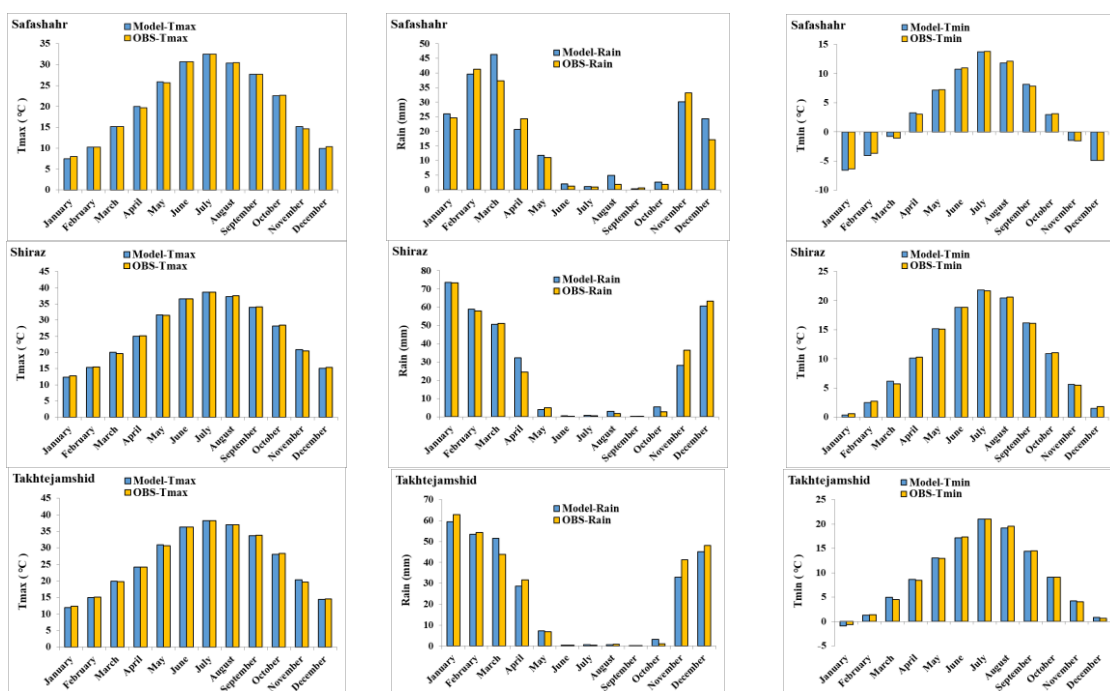 Safashahr
Model-Tmax
OBS-Tmax
Tmax ( °C)
35
30
25
20
15
10
5
0
January
February
March
April
May
June
July
August
September
October
November
December
Safashahr
Model-Rain
OBS-Rain
Rain (mm)
50
45
40
35
30
25
20
15
10
5
0
January
February
March
April
May
June
July
August
September
October
November
December
Safashahr
Model-Tmin
OBS-Tmin
Tmin ( °C)
15
10
5
0
-5
-10
January
February
March
April
May
June
July
August
September
October
November
December
Shiraz
Model-Tmax
OBS-Tmax
Tmax ( °C)
45
40
35
30
25
20
15
10
5
0
January
February
March
April
May
June
July
August
September
October
November
December
Shiraz
Model-Rain
OBS-Rain
Rain (mm)
80
70
60
50
40
30
20
10
0
January
February
March
April
May
June
July
August
September
October
November
December
Shiraz
Model-Tmin
OBS-Tmin
Tmin ( °C)
25
20
15
10
5
0
January
February
March
April
May
June
July
August
September
October
November
December
Takhtejamshid
Model-Tmax
OBS-Tmax
Tmax ( °C)
45
40
35
30
25
20
15
10
5
0
January
February
March
April
May
June
July
August
September
October
November
December
Takhtejamshid
Model-Rain
OBS-Rain
Rain (mm)
70
60
50
40
30
20
10
0
January
February
March
April
May
June
July
August
September
October
November
December
Takhtejamshid
Model-Tmin
OBS-Tmin
Tmin ( °C)
25
20
15
10
5
0
-5
January
February
March
April
May
June
July
August
September
October
November
December